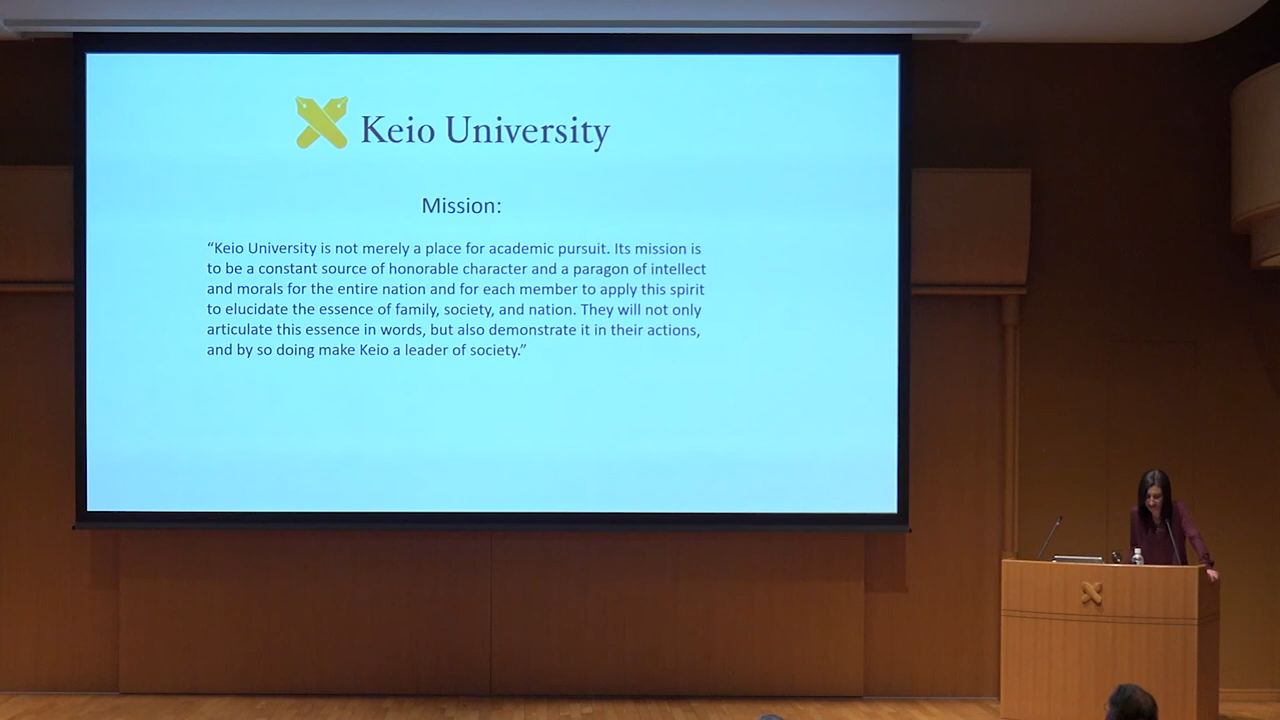 Keio University
Mission:
“Keio University is not merely a place for academic pursuit. Its mission is
to be a constant source of honorable character and a paragon of intellect
and morals for the entire nation and for each member to apply this spirit
to elucidate the essence of family, society, and nation. They will not only
articulate this essence in words, but also demonstrate it in their actions,
and by so doing make Keio a leader of society.”